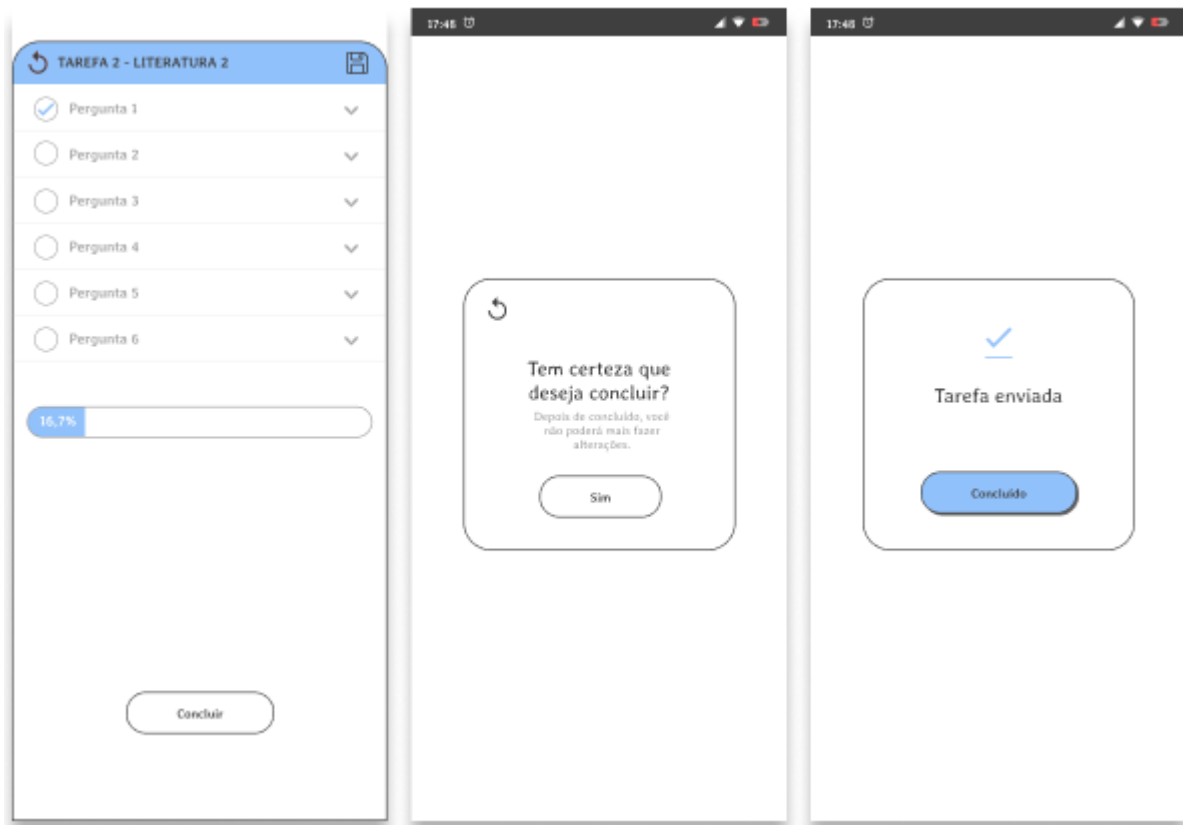 TAREFA 2 - LITERATURA 2
Pergunta 1
Pergunta 2
Pergunta 3
Pergunta 4
Pergunta 5
Pergunta 6
16,7%
Concluir
17:48
Tem certeza que
deseja concluir?
Depois de concluído, você
não poderá mais fazer
alterações.
Sim
17:48
Tarefa enviada
Concluído